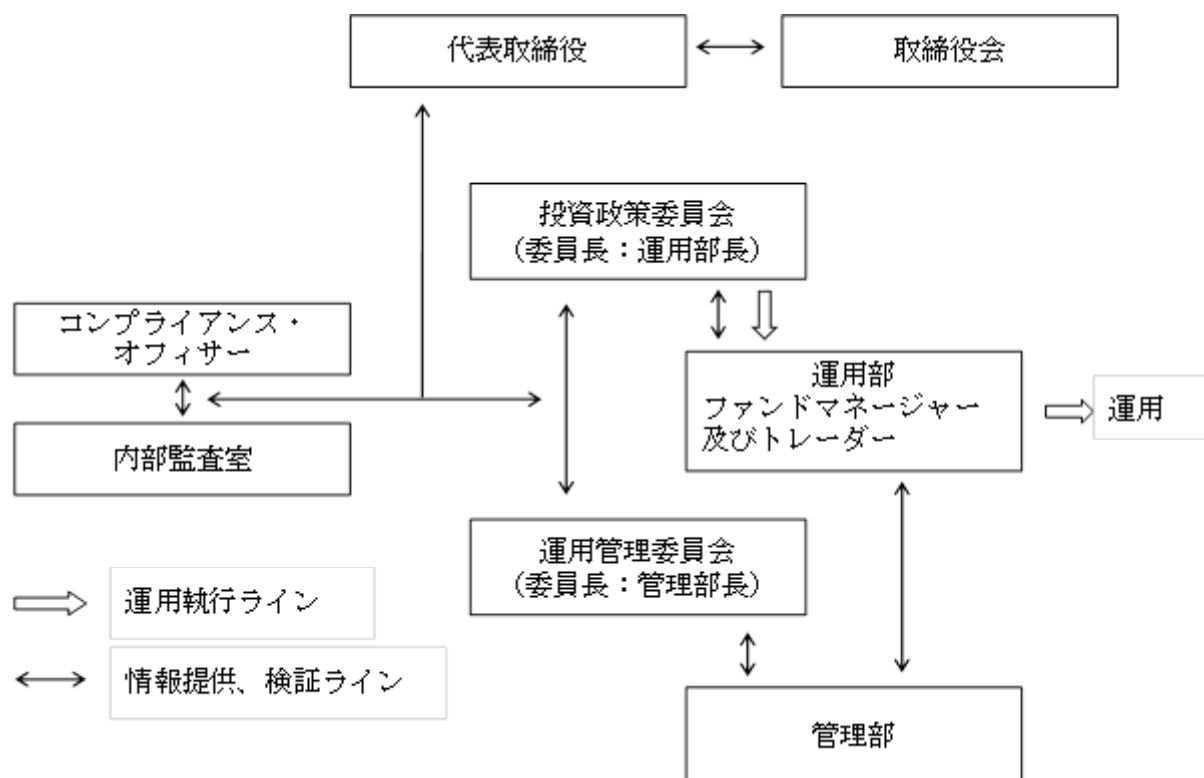 代表取締役
取締役会
投資政策委員会
(委員長：運用部長)
コンプライアンス・
オフィサー
運用部
ファンドマネージャー
及びトレーダー
運用
内部監査室
運用管理委員会
(委員長：管理部長)
運用執行ライン
情報提供、検証ライン
管理部